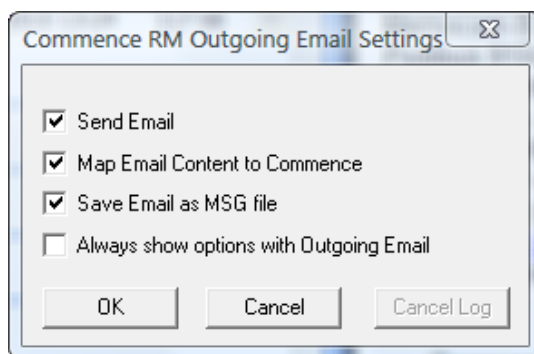 Commence RM Outgoing Email Settings
Send Email
Map Email Content to Commence
Save Email as MSG file
Always show options with Outgoing Email
OK Cancel Cancel Log